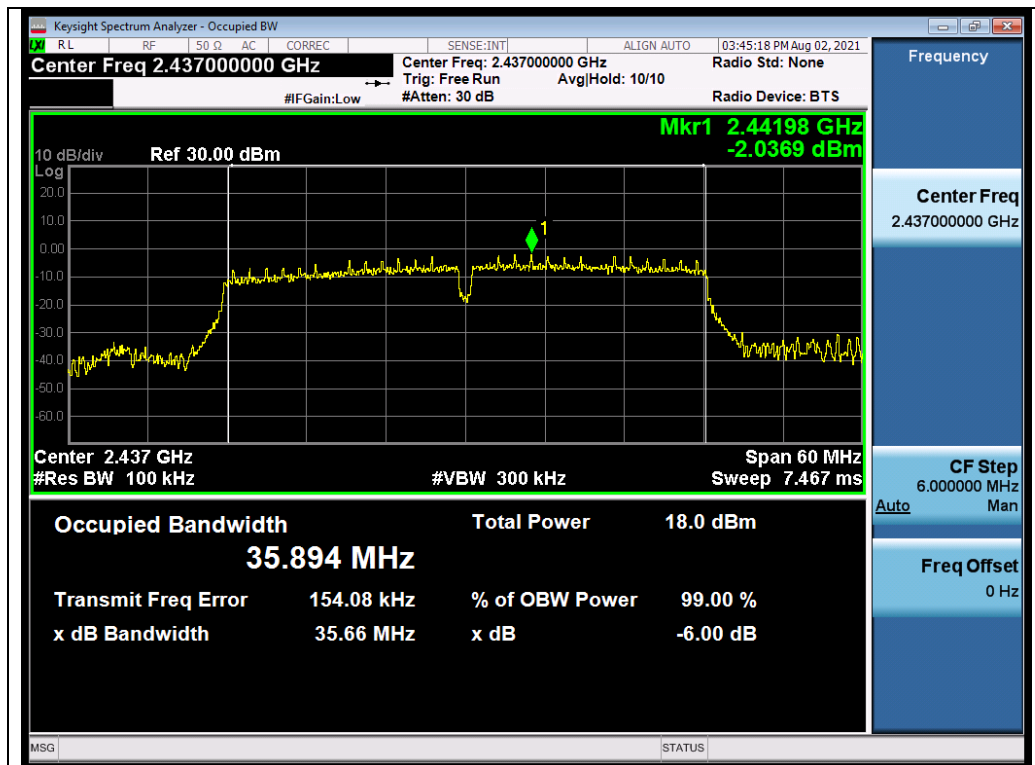 Keysight Spectrum Analyzer - Occupied BW
LXI RL RF 50 Ω AC CORREC SENSE:INT ALIGN AUTO 03:45:18 PM Aug 02, 2021
Center Freq 2.437000000 GHz
Center Freq: 2.437000000 GHz Radio Std: None
Trig: Free Run Avg|Hold: 10/10
#IFGain:Low #Atten: 30 dB Radio Device: BTS
Frequency
Mkr1 2.44198 GHz
10 dB/div Ref 30.00 dBm -2.0369 dBm
Log
20.0
10.0
0.00
-10.0
-20.0
-30.0
-40.0
-50.0
-60.0
1
Center 2.437 GHz Span 60 MHz
#Res BW 100 kHz #VBW 300 kHz Sweep 7.467 ms
Center Freq
2.437000000 GHz
CF Step
6.000000 MHz
Auto Man
Freq Offset
0 Hz
Occupied Bandwidth Total Power 18.0 dBm
35.894 MHz
Transmit Freq Error 154.08 kHz % of OBW Power 99.00 %
x dB Bandwidth 35.66 MHz x dB -6.00 dB
MSG STATUS